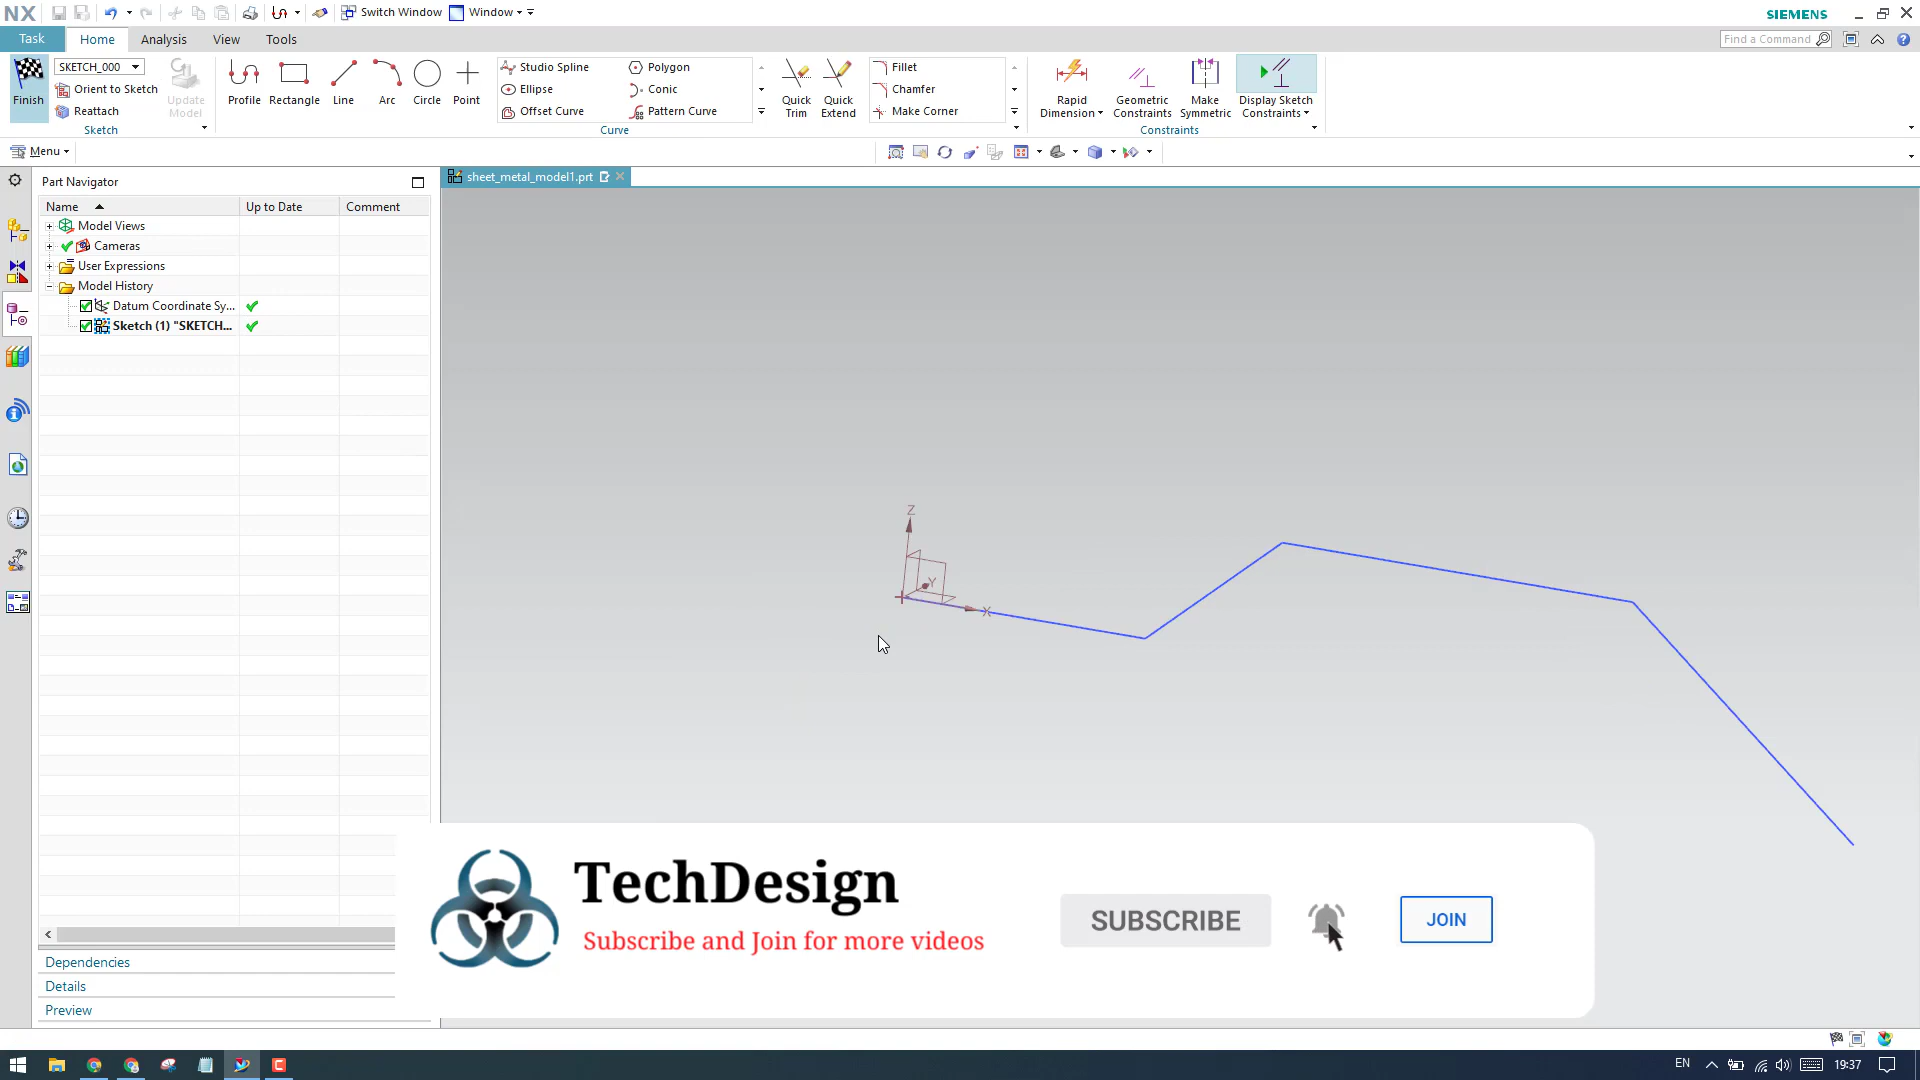 NX
Switch Window
Window
SIEMENS
Task
Home
Analysis
View
Tools
Find a Command
SKETCH_000
Finish
Orient to Sketch
Reattach
Update Model
Sketch
Profile
Rectangle
Line
Arc
Circle
Point
Studio Spline
Ellipse
Offset Curve
Polygon
Conic
Pattern Curve
Curve
Quick Trim
Quick Extend
Fillet
Chamfer
Make Corner
Rapid Dimension
Geometric Constraints
Make Symmetric
Display Sketch Constraints
Constraints
Menu
Part Navigator
sheet_metal_model1.prt
Name
Up to Date
Comment
Model Views
Cameras
User Expressions
Model History
Datum Coordinate Sy...
Sketch (1) "SKETCH...
Z
Y
X
TechDesign
Subscribe and Join for more videos
SUBSCRIBE
JOIN
Dependencies
Details
Preview
EN
19:37